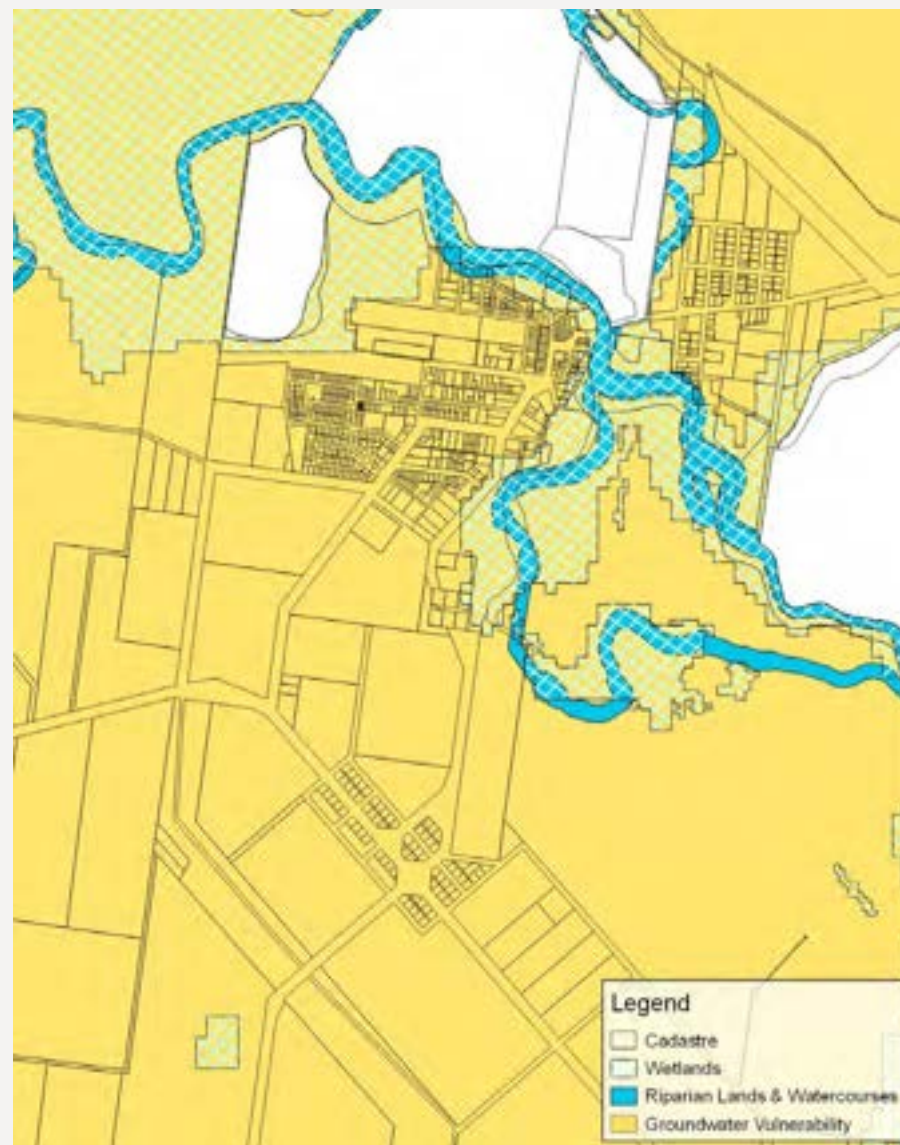 Legend
Cadastre
Wetlands
Riparian Lands & Watercourses
Groundwater Vulnerability